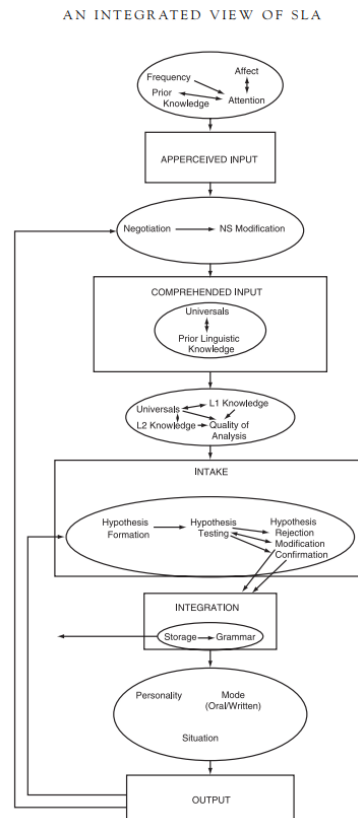 AN INTEGRATED VIEW OF SLA
Frequency
Affect
Prior
Knowledge
Attention
APPERCEIVED INPUT
Negotiation
NS Modification
COMPREHENDED INPUT
Universals
Prior Linguistic
Knowledge
Universals
L1 Knowledge
L2 Knowledge
Quality of
Analysis
INTAKE
Hypothesis
Formation
Hypothesis
Testing
Hypothesis
Rejection
Modification
Confirmation
INTEGRATION
Storage
Grammar
Personality
Mode
(Oral/Written)
Situation
OUTPUT